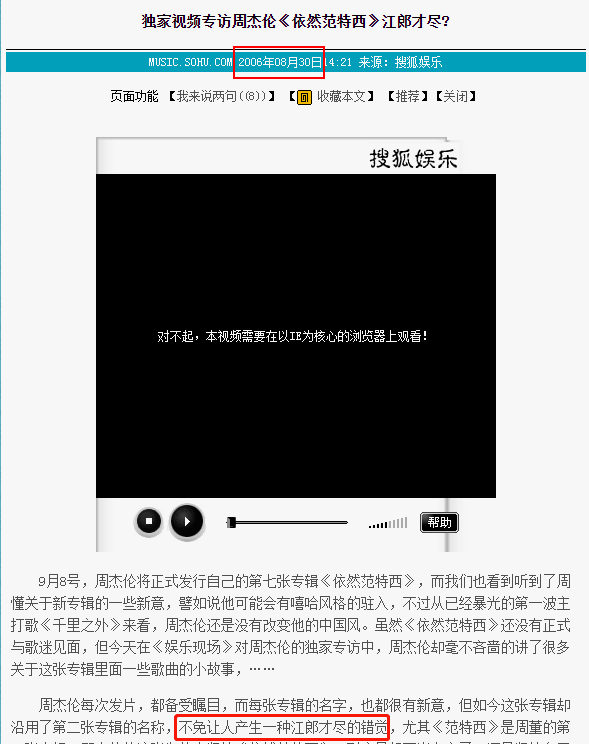 独家视频专访周杰伦《依然范特西》江郎才尽?
MUSIC.SOHU.COM 2006年08月30日14:21 来源：搜狐娱乐
页面功能 【我来说两句((8))】 【回 收藏本文】 【推荐】【关闭】
搜狐娱乐
对不起，本视频需要在以IE为核心的浏览器上观看！
帮助
9月8号，周杰伦将正式发行自己的第七张专辑《依然范特西》，而我们也看到听到了周
懂关于新专辑的一些新意，譬如说他可能会有嘻哈风格的驻入，不过从已经暴光的第一波主
打歌《千里之外》来看，周杰伦还是没有改变他的中国风。虽然《依然范特西》还没有正式
与歌迷见面，但今天在《娱乐现场》对周杰伦的独家专访中，周杰伦却毫不吝啬的讲了很多
关于这张专辑里面一些歌曲的小故事，……
周杰伦每次发片，都备受瞩目，而每张专辑的名字，也都很有新意，但如今这张专辑却
沿用了第二张专辑的名称，不免让人产生一种江郎才尽的错觉，尤其《范特西》是周董的第